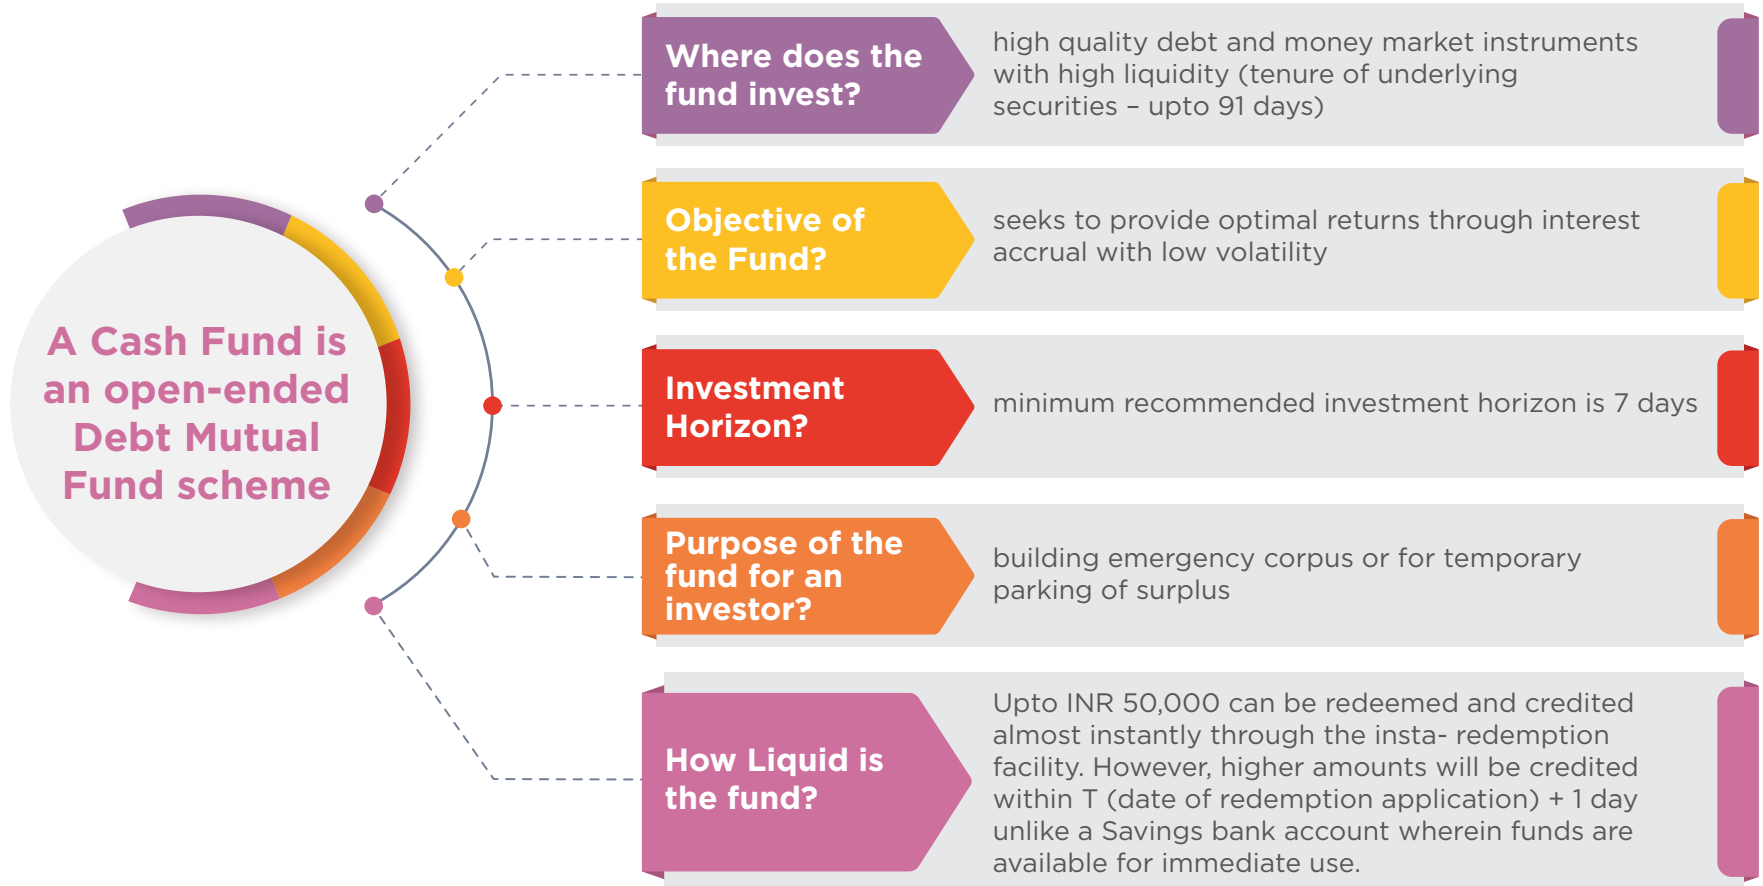 A Cash Fund is
an open-ended
Debt Mutual
Fund scheme
Where does the
fund invest?
high quality debt and money market instruments
with high liquidity (tenure of underlying
securities – upto 91 days)
Objective of
the Fund?
seeks to provide optimal returns through interest
accrual with low volatility
Investment
Horizon?
minimum recommended investment horizon is 7 days
Purpose of the
fund for an
investor?
building emergency corpus or for temporary
parking of surplus
How Liquid is
the fund?
Upto INR 50,000 can be redeemed and credited
almost instantly through the insta- redemption
facility. However, higher amounts will be credited
within T (date of redemption application) + 1 day
unlike a Savings bank account wherein funds are
available for immediate use.